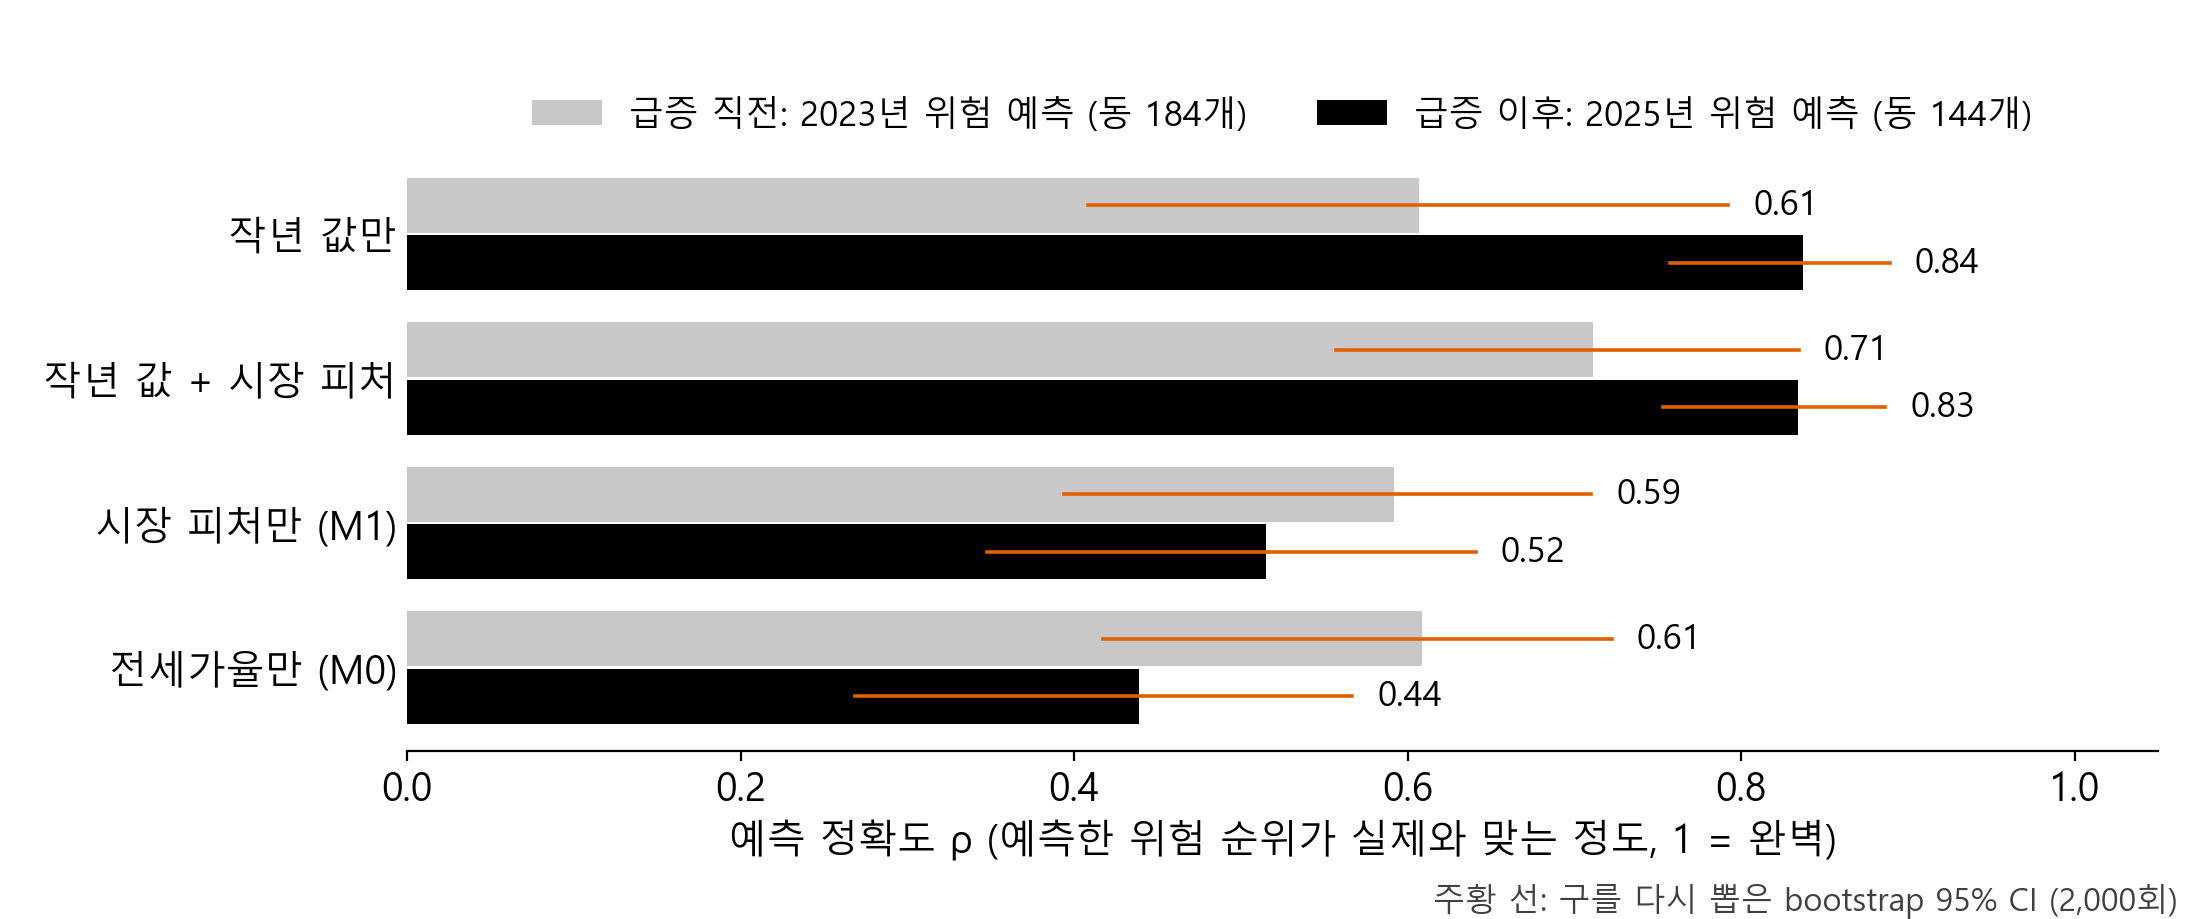 급증 직전: 2023년 위험 예측 (동 184개)
급증 이후: 2025년 위험 예측 (동 144개)
작년 값만
0.61
0.84
작년 값 + 시장 피처
0.71
0.83
시장 피처만 (M1)
0.59
0.52
전세가율만 (M0)
0.61
0.44
0.0 0.2 0.4 0.6 0.8 1.0
예측 정확도 ρ (예측한 위험 순위가 실제와 맞는 정도, 1 = 완벽)
주황 선: 구를 다시 뽑은 bootstrap 95% CI (2,000회)